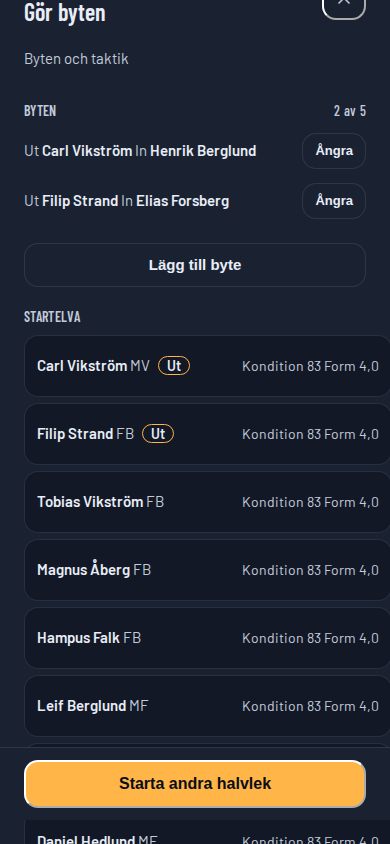 Gör byten
Byten och taktik
BYTEN 2 av 5
Ut Carl Vikström In Henrik Berglund Ångra
Ut Filip Strand In Elias Forsberg Ångra
Lägg till byte
STARTELVA
Carl Vikström MV Ut Kondition 83 Form 4,0
Filip Strand FB Ut Kondition 83 Form 4,0
Tobias Vikström FB Kondition 83 Form 4,0
Magnus Åberg FB Kondition 83 Form 4,0
Hampus Falk FB Kondition 83 Form 4,0
Leif Berglund MF Kondition 83 Form 4,0
Starta andra halvlek
Daniel Hedlund MF Kondition 83 Form 4,0